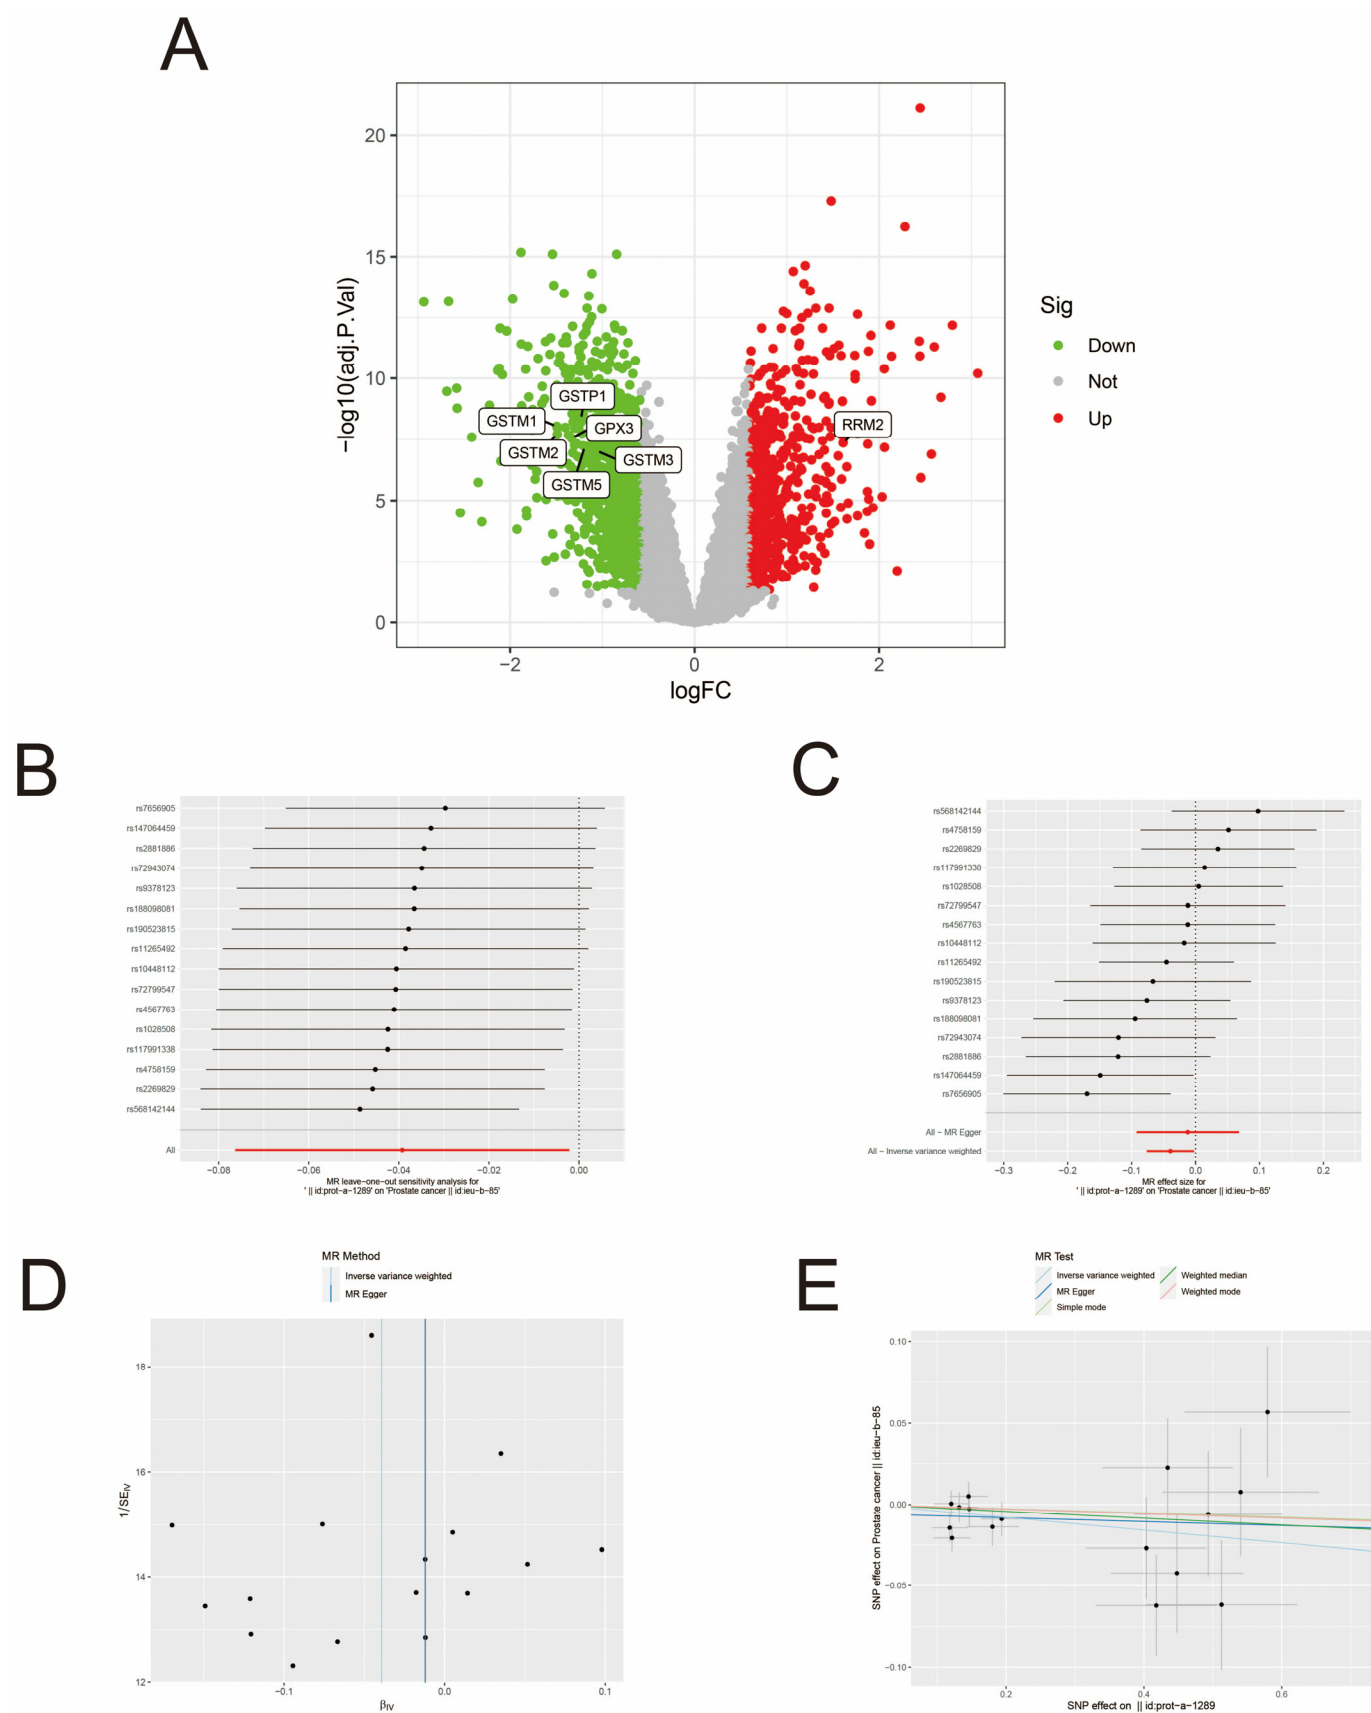 A
−log10(adj.P.Val)
20
15
10
5
0
GSTP1
GSTM1
GPX3
GSTM2
GSTM3
GSTM5
RRM2
−2
0
2
logFC
Sig
Down
Not
Up
B
rs7656905
rs147064459
rs2881886
rs72943074
rs9378123
rs188098081
rs190523815
rs11265492
rs10448112
rs72799547
rs4567763
rs1028508
rs117991338
rs4758159
rs2269829
rs568142144
All
−0.08
−0.06
−0.04
−0.02
0.00
MR leave−one−out sensitivity analysis for
' || id:prot−a−1289' on 'Prostate cancer || id:ieu−b−85'
C
rs568142144
rs4758159
rs2269829
rs117991338
rs1028508
rs72799547
rs4567763
rs10448112
rs11265492
rs190523815
rs9378123
rs188098081
rs72943074
rs2881886
rs147064459
rs7656905
All − MR Egger
All − Inverse variance weighted
−0.3
−0.2
−0.1
0.0
0.1
0.2
MR effect size for
' || id:prot−a−1289' on 'Prostate cancer || id:ieu−b−85'
D
MR Method
Inverse variance weighted
MR Egger
1/SEIV
18
16
14
12
−0.1
0.0
0.1
βIV
E
MR Test
Inverse variance weighted
Weighted median
MR Egger
Weighted mode
Simple mode
SNP effect on Prostate cancer || id:ieu−b−85
0.10
0.05
0.00
−0.05
−0.10
0.2
0.4
0.6
SNP effect on || id:prot−a−1289